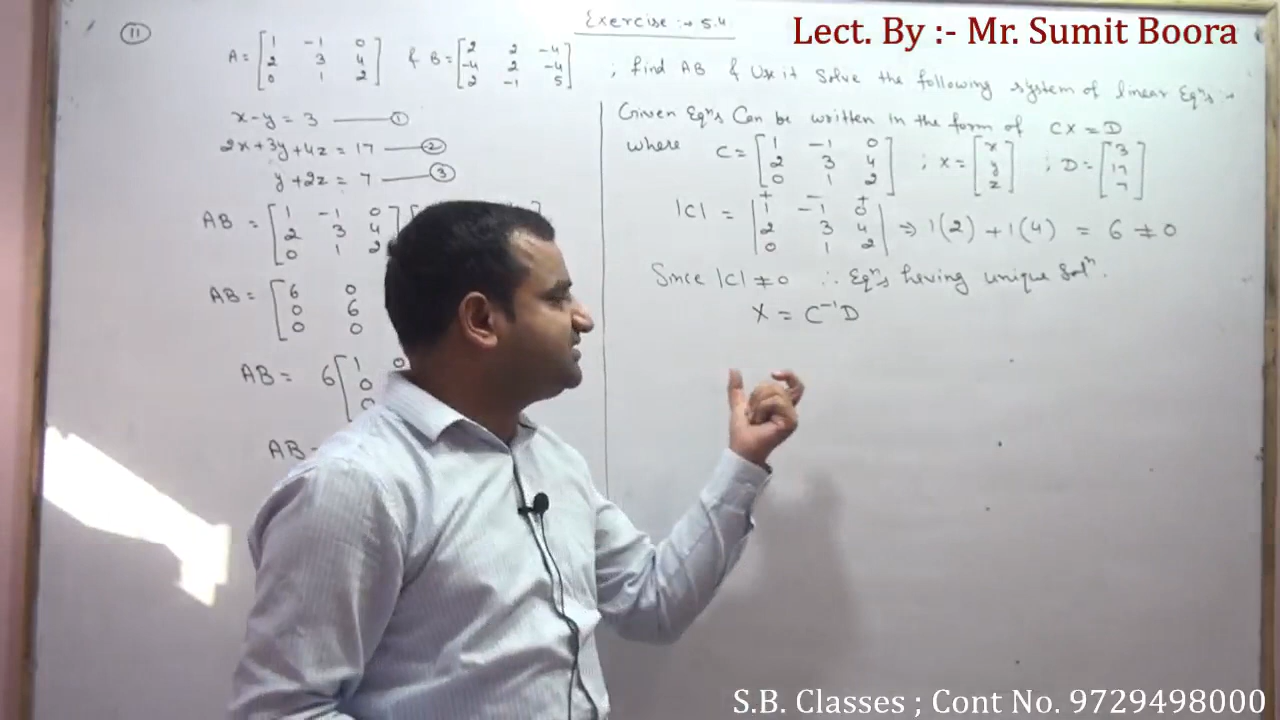 Exercise :→ 5.4
Lect. By :- Mr. Sumit Boora
(11)
A = [1 -1 0; 2 3 4; 0 1 2] & B = [2 2 -4; -4 2 -4; 2 -1 5] ; find AB & Use it Solve the following system of linear Eqⁿs :→
x - y = 3 —— (1)
2x + 3y + 4z = 17 —— (2)
y + 2z = 7 —— (3)
AB = [1 -1 0; 2 3 4; 0 1 2]
AB = [6 0; 0 6; 0 0
AB = 6 [1 0; 0; 0
AB
Given Eqⁿs Can be written in the form of CX = D
where C = [1 -1 0; 2 3 4; 0 1 2] ; X = [x; y; z] ; D = [3; 17; 7]
+ - +
|C| = |1 -1 0; 2 3 4; 0 1 2| ⇒ 1(2) + 1(4) = 6 ≠ 0
Since |C| ≠ 0 ∴ Eqⁿs having unique Solⁿ.
X = C⁻¹D
S.B. Classes ; Cont No. 9729498000